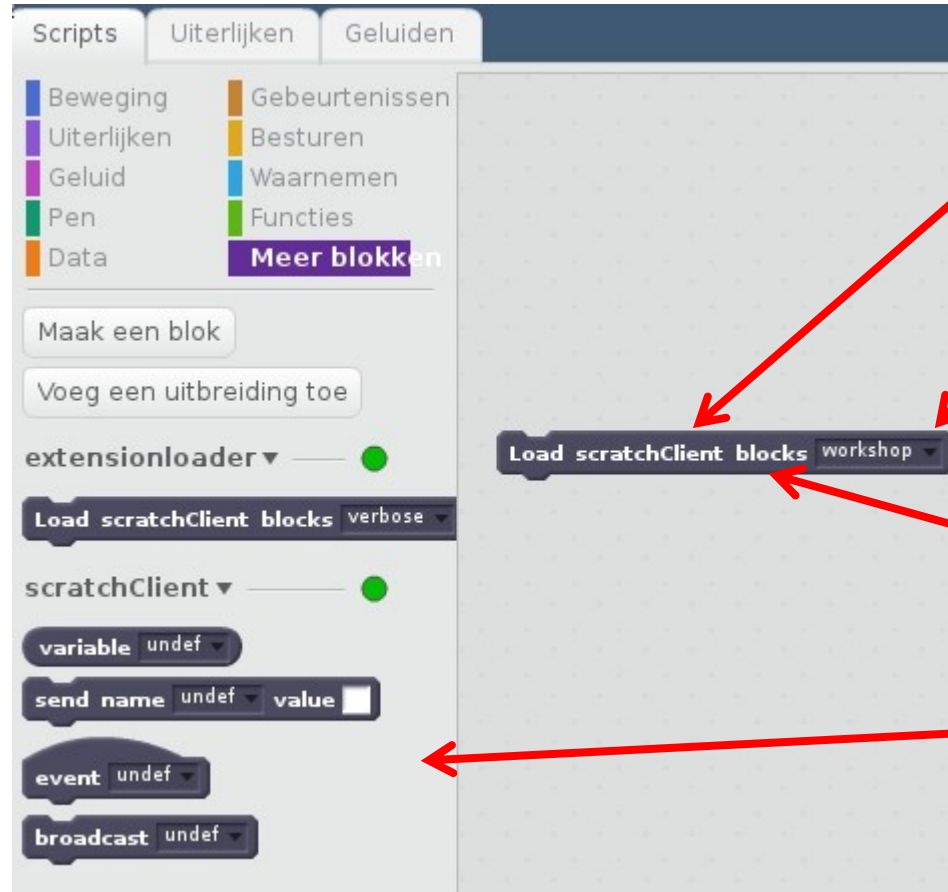 Scripts Uiterlijken Geluiden
Beweging Gebeurtenissen
Uiterlijken Besturen
Geluid Waarnemen
Pen Functies
Data Meer blokken
Maak een blok
Voeg een uitbreiding toe
extensionloader
Load scratchClient blocks verbose
scratchClient
variable undef
send name undef value
event undef
broadcast undef
Load scratchClient blocks workshop